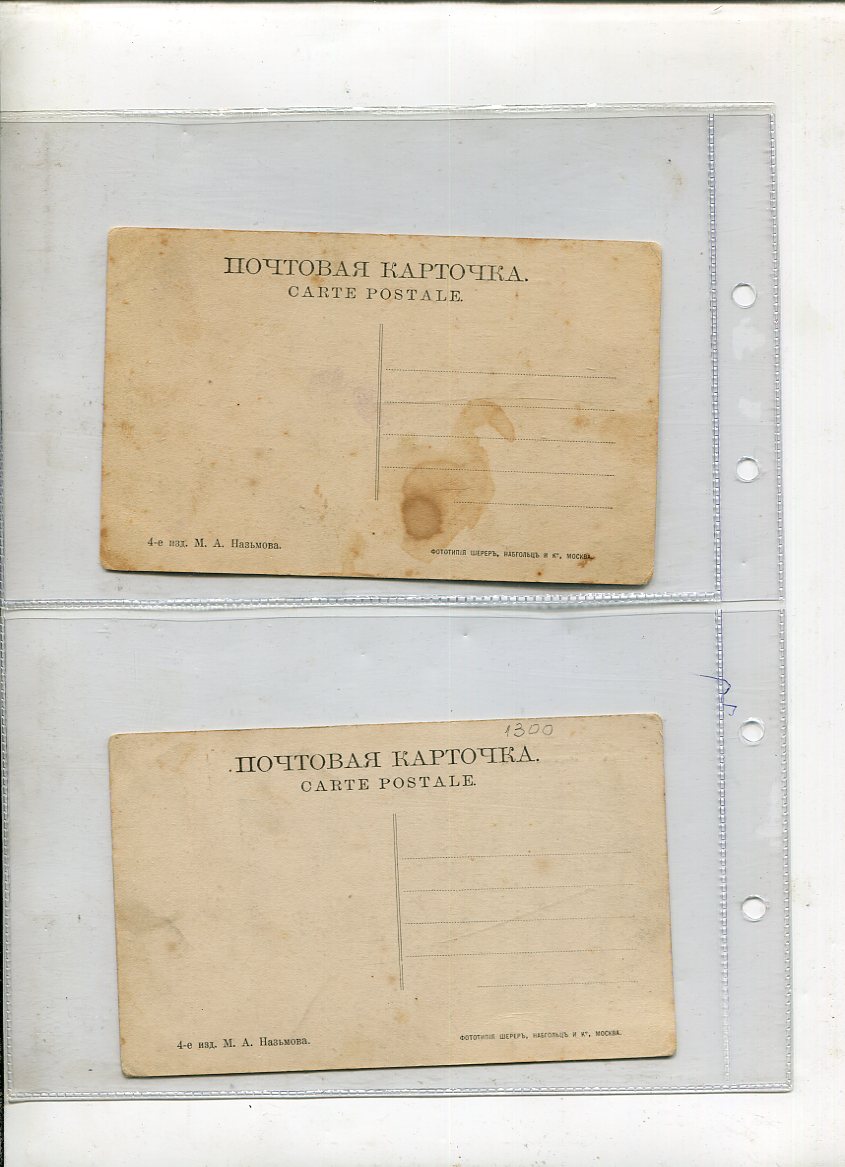 ПОЧТОВАЯ КАРТОЧКА.
CARTE POSTALE.
4-е изд. М. А. Назьмова.
ФОТОТИПІЯ ШЕРЕРЪ, НАБГОЛЬЦЪ И Кº, МОСКВА.
1300
ПОЧТОВАЯ КАРТОЧКА.
CARTE POSTALE.
4-е изд. М. А. Назьмова.
ФОТОТИПІЯ ШЕРЕРЪ, НАБГОЛЬЦЪ И Кº, МОСКВА.